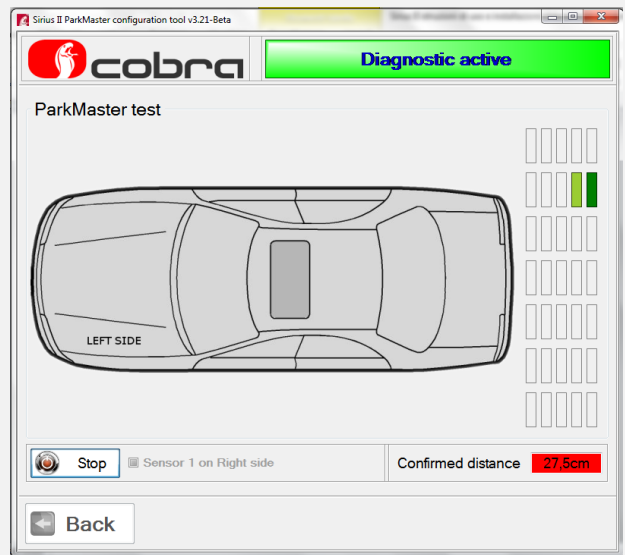 Sirius II ParkMaster configuration tool v3.21-Beta
cobra
Diagnostic active
ParkMaster test
LEFT SIDE
Stop
Sensor 1 on Right side
Confirmed distance
27,5cm
Back